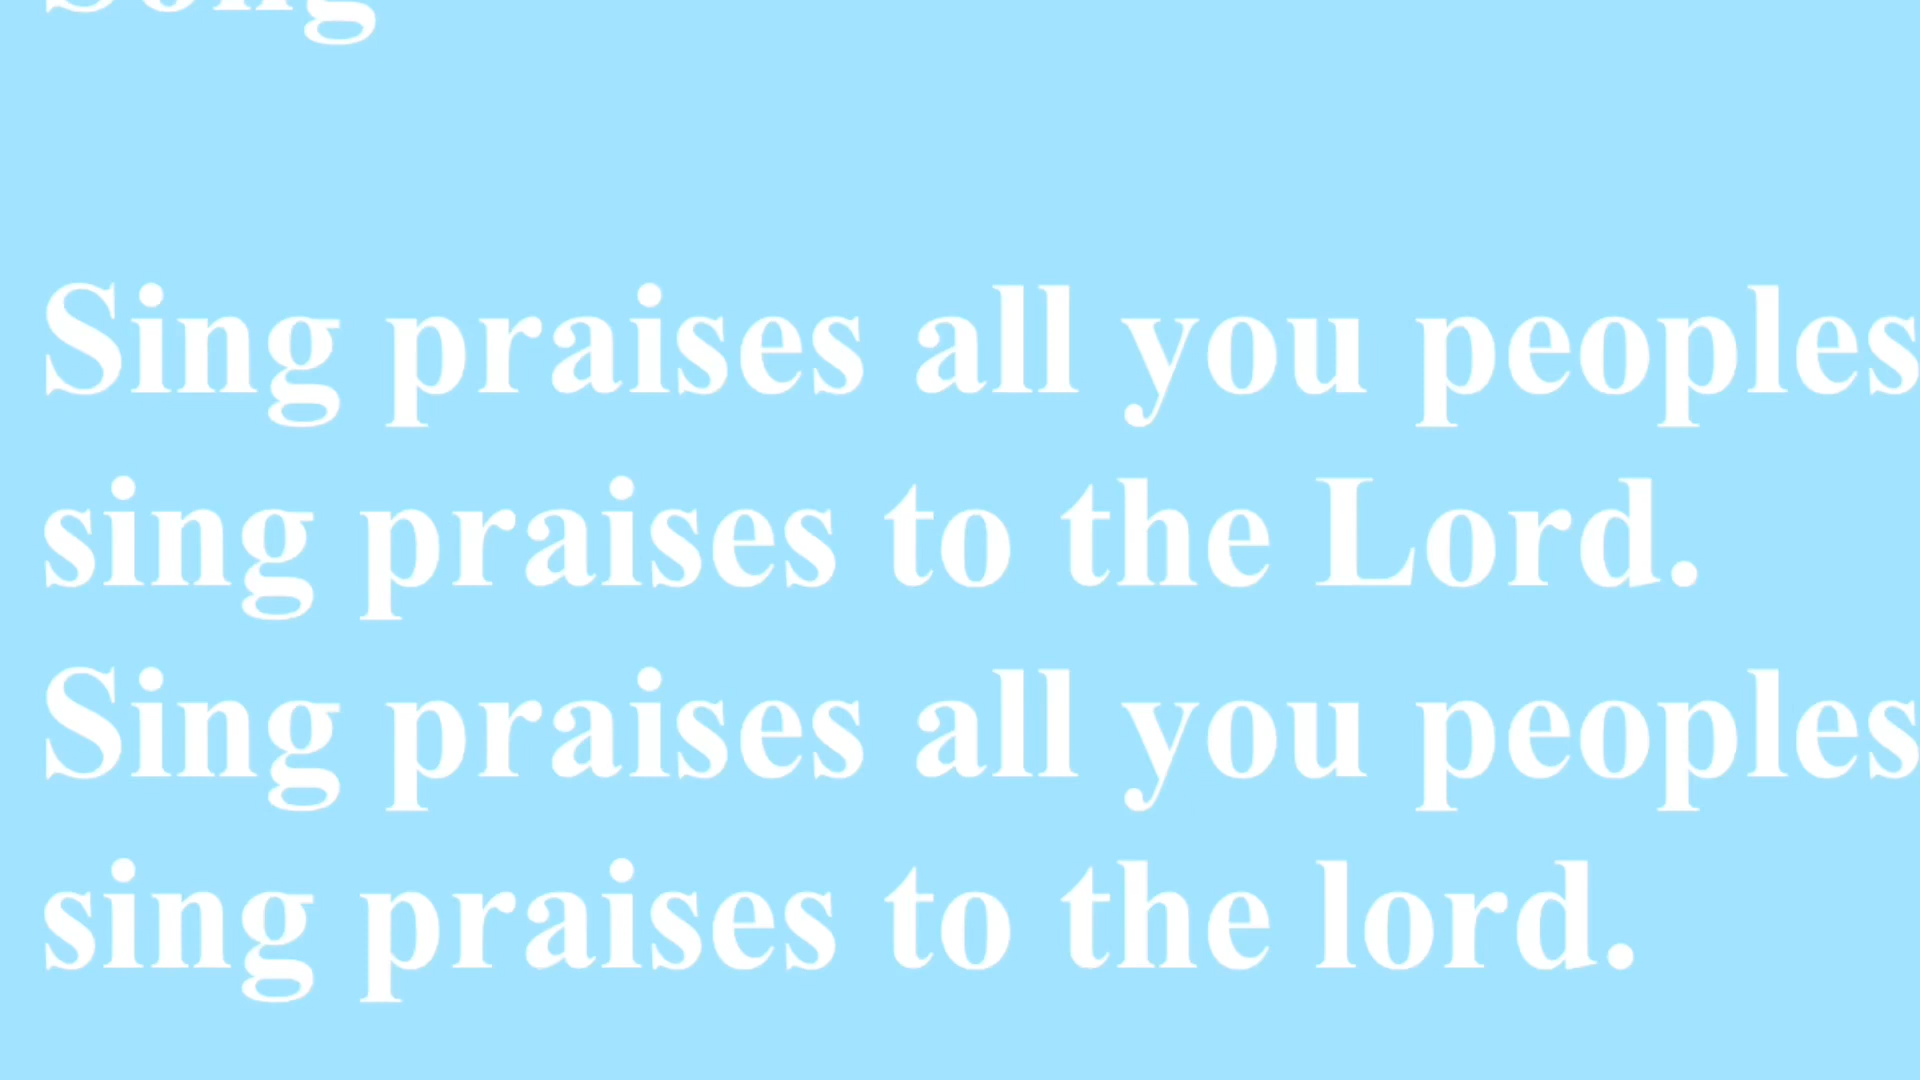 Song
Sing praises all you peoples
sing praises to the Lord.
Sing praises all you peoples
sing praises to the lord.